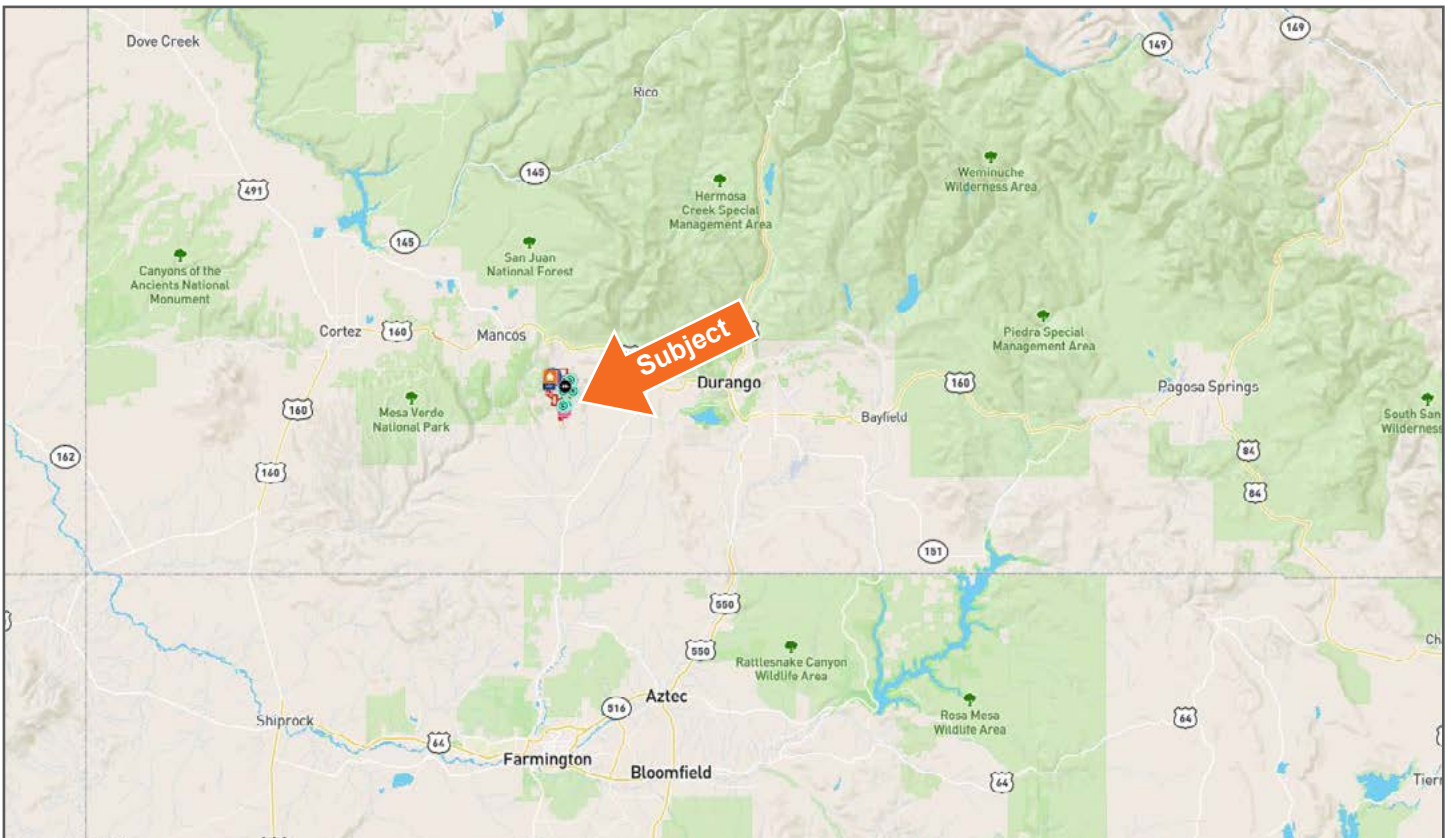 149
149
Dove Creek
Rico
145
Weminuche
Wilderness Area
491
Hermosa
Creek Special
Management Area
145
San Juan
National Forest
Canyons of the
Ancients National
Monument
Cortez
160
Mancos
Subject
Piedra Special
Management Area
Durango
160
Pagosa Springs
160
Mesa Verde
National Park
Bayfield
South San
Wilderness
162
84
160
84
151
550
550
Rattlesnake Canyon
Wildlife Area
Aztec
516
Rosa Mesa
Wildlife Area
64
Shiprock
64
Farmington
Bloomfield
64